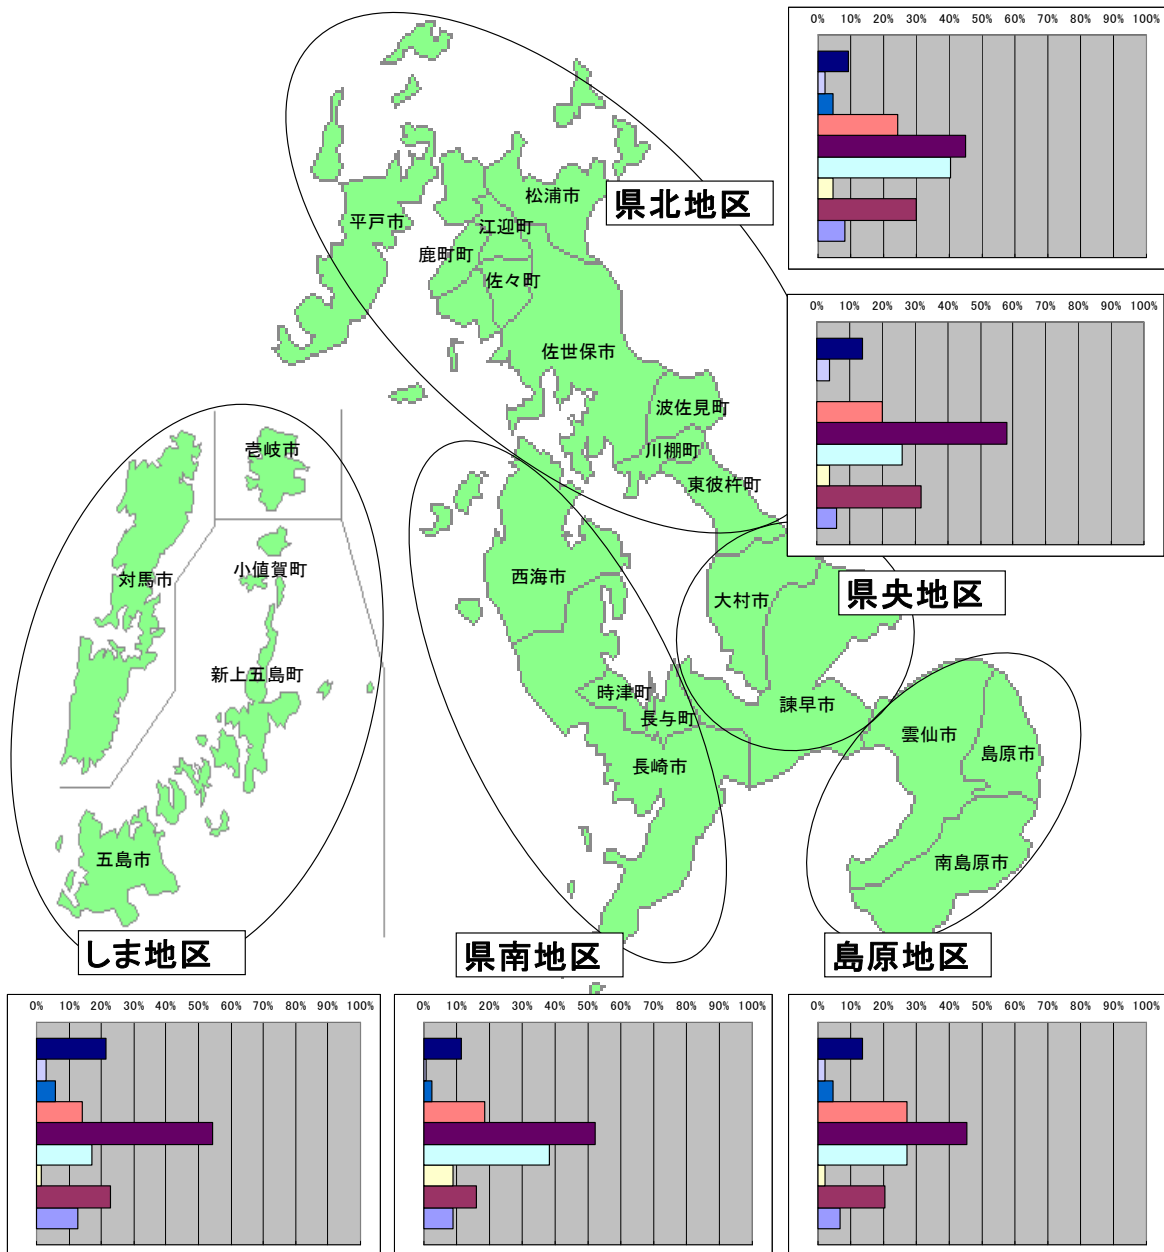 0% 10% 20% 30% 40% 50% 60% 70% 80% 90% 100%
県北地区
松浦市
平戸市
江迎町
鹿町町
佐々町
佐世保市
0% 10% 20% 30% 40% 50% 60% 70% 80% 90% 100%
波佐見町
川棚町
東彼杵町
壱岐市
対馬市
小値賀町
新上五島町
五島市
西海市
大村市
県央地区
時津町
長与町
諫早市
長崎市
雲仙市
島原市
南島原市
しま地区
県南地区
島原地区
0% 10% 20% 30% 40% 50% 60% 70% 80% 90% 100%
0% 10% 20% 30% 40% 50% 60% 70% 80% 90% 100%
0% 10% 20% 30% 40% 50% 60% 70% 80% 90% 100%